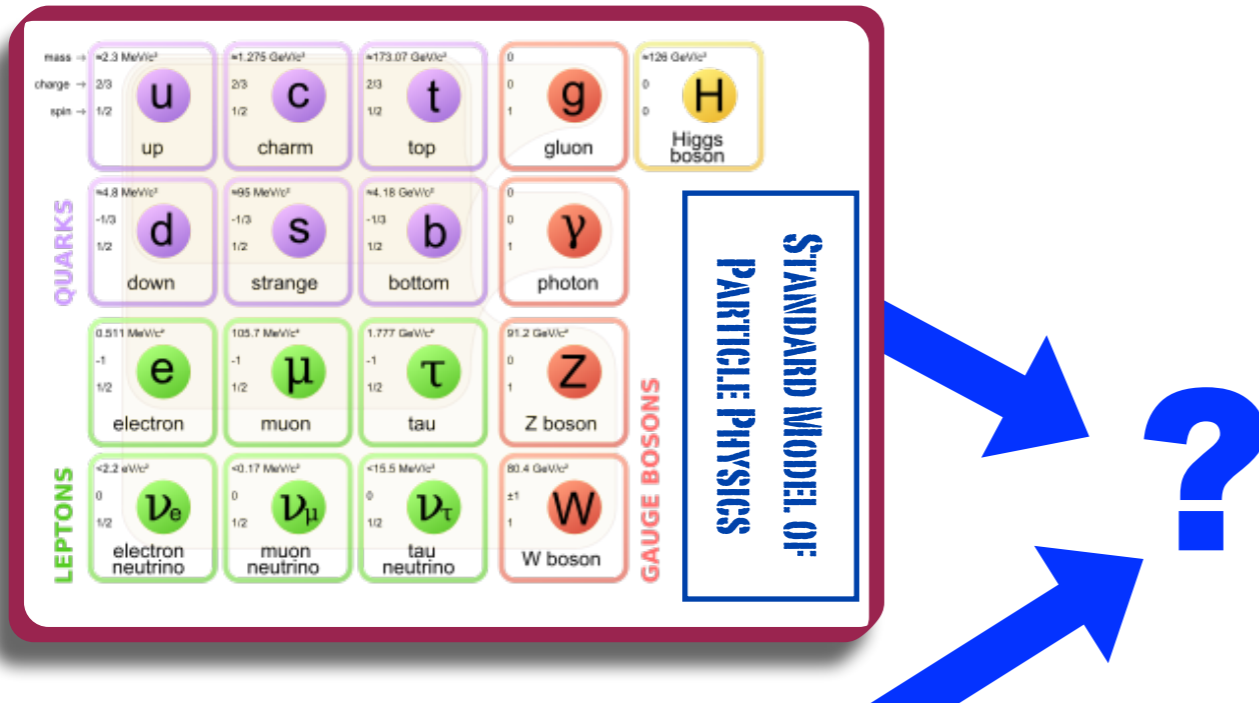 mass → ≈2.3 MeV/c² ≈1.275 GeV/c² ≈173.07 GeV/c² 0 ≈126 GeV/c²
charge → 2/3 2/3 2/3 0 0
spin → 1/2 1/2 1/2 1 0
u c t g H
up charm top gluon Higgs
boson
QUARKS
≈4.8 MeV/c² ≈95 MeV/c² ≈4.18 GeV/c² 0
-1/3 -1/3 -1/3 0
1/2 1/2 1/2 1
d s b γ
down strange bottom photon
0.511 MeV/c² 105.7 MeV/c² 1.777 GeV/c² 91.2 GeV/c²
-1 -1 -1 0
1/2 1/2 1/2 1
e μ τ Z
electron muon tau Z boson
LEPTONS
<2.2 eV/c² <0.17 MeV/c² <15.5 MeV/c² 80.4 GeV/c²
0 0 0 ±1
1/2 1/2 1/2 1
νe νμ ντ W
electron muon tau W boson
neutrino neutrino neutrino
GAUGE BOSONS
STANDARD MODEL OF
PARTICLE PHYSICS
?